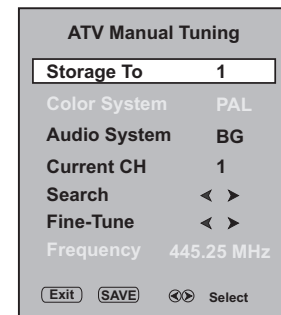 ATV Manual Tuning
Storage To 1
Color System PAL
Audio System BG
Current CH 1
Search
Fine-Tune
Frequency 445.25 MHz
Exit SAVE Select